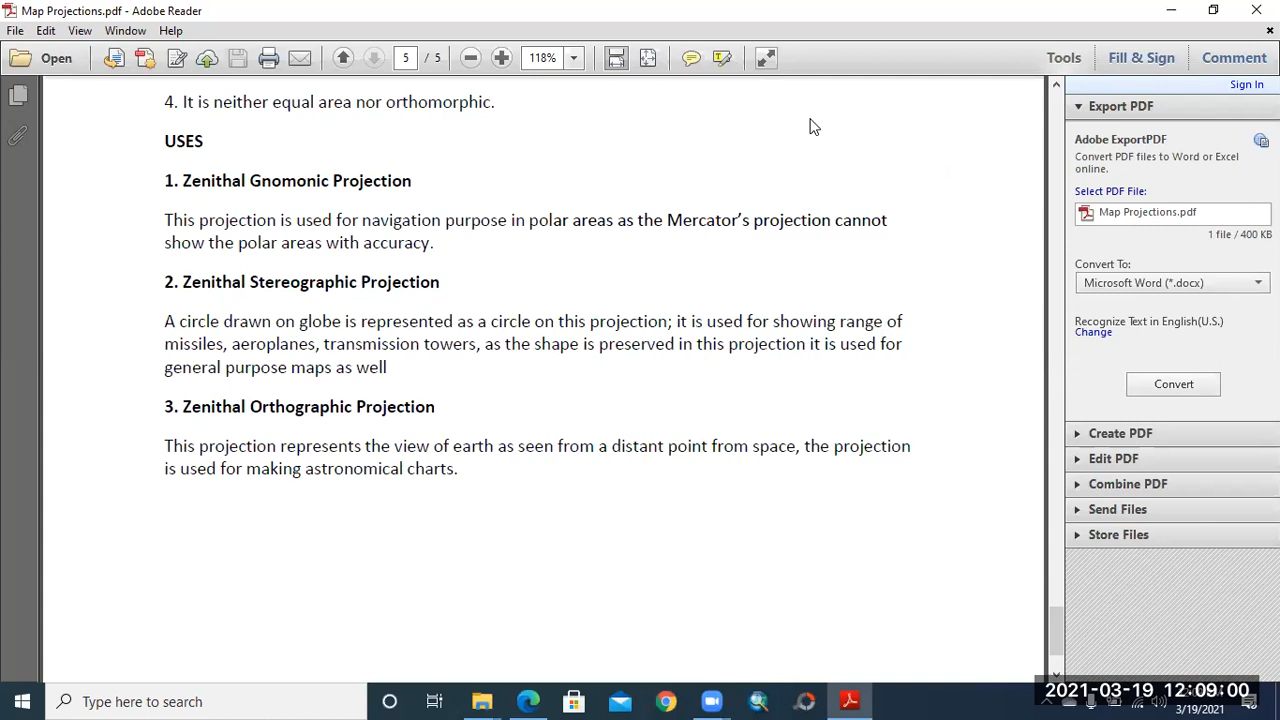 Map Projections.pdf - Adobe Reader
File Edit View Window Help
Open 5 / 5 118% Tools Fill & Sign Comment
Sign In
4. It is neither equal area nor orthomorphic.
USES
1. Zenithal Gnomonic Projection
This projection is used for navigation purpose in polar areas as the Mercator’s projection cannot
show the polar areas with accuracy.
2. Zenithal Stereographic Projection
A circle drawn on globe is represented as a circle on this projection; it is used for showing range of
missiles, aeroplanes, transmission towers, as the shape is preserved in this projection it is used for
general purpose maps as well
3. Zenithal Orthographic Projection
This projection represents the view of earth as seen from a distant point from space, the projection
is used for making astronomical charts.
Export PDF
Adobe ExportPDF
Convert PDF files to Word or Excel
online.
Select PDF File:
Map Projections.pdf
1 file / 400 KB
Convert To:
Microsoft Word (*.docx)
Recognize Text in English(U.S.)
Change
Convert
Create PDF
Edit PDF
Combine PDF
Send Files
Store Files
Type here to search
2021-03-19 12:09:00
3/19/2021